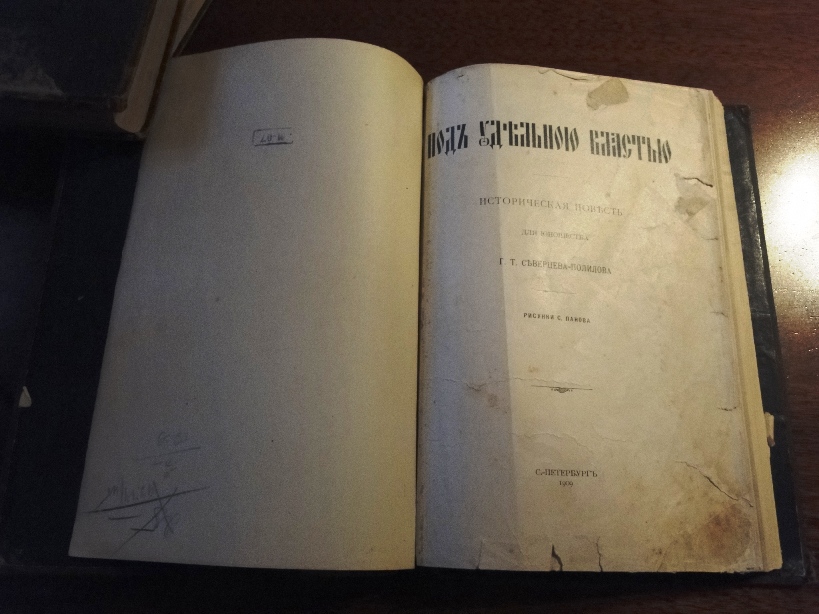 ПОДЪ УДѢЛЬНОЮ ВЛАСТЬЮ
ИСТОРИЧЕСКАЯ ПОВѢСТЬ
ДЛЯ ЮНОШЕСТВА
Г. Т. СѢВЕРЦЕВА-ПОЛИЛОВА
РИСУНКИ С. ПАНОВА
С.-ПЕТЕРБУРГЪ